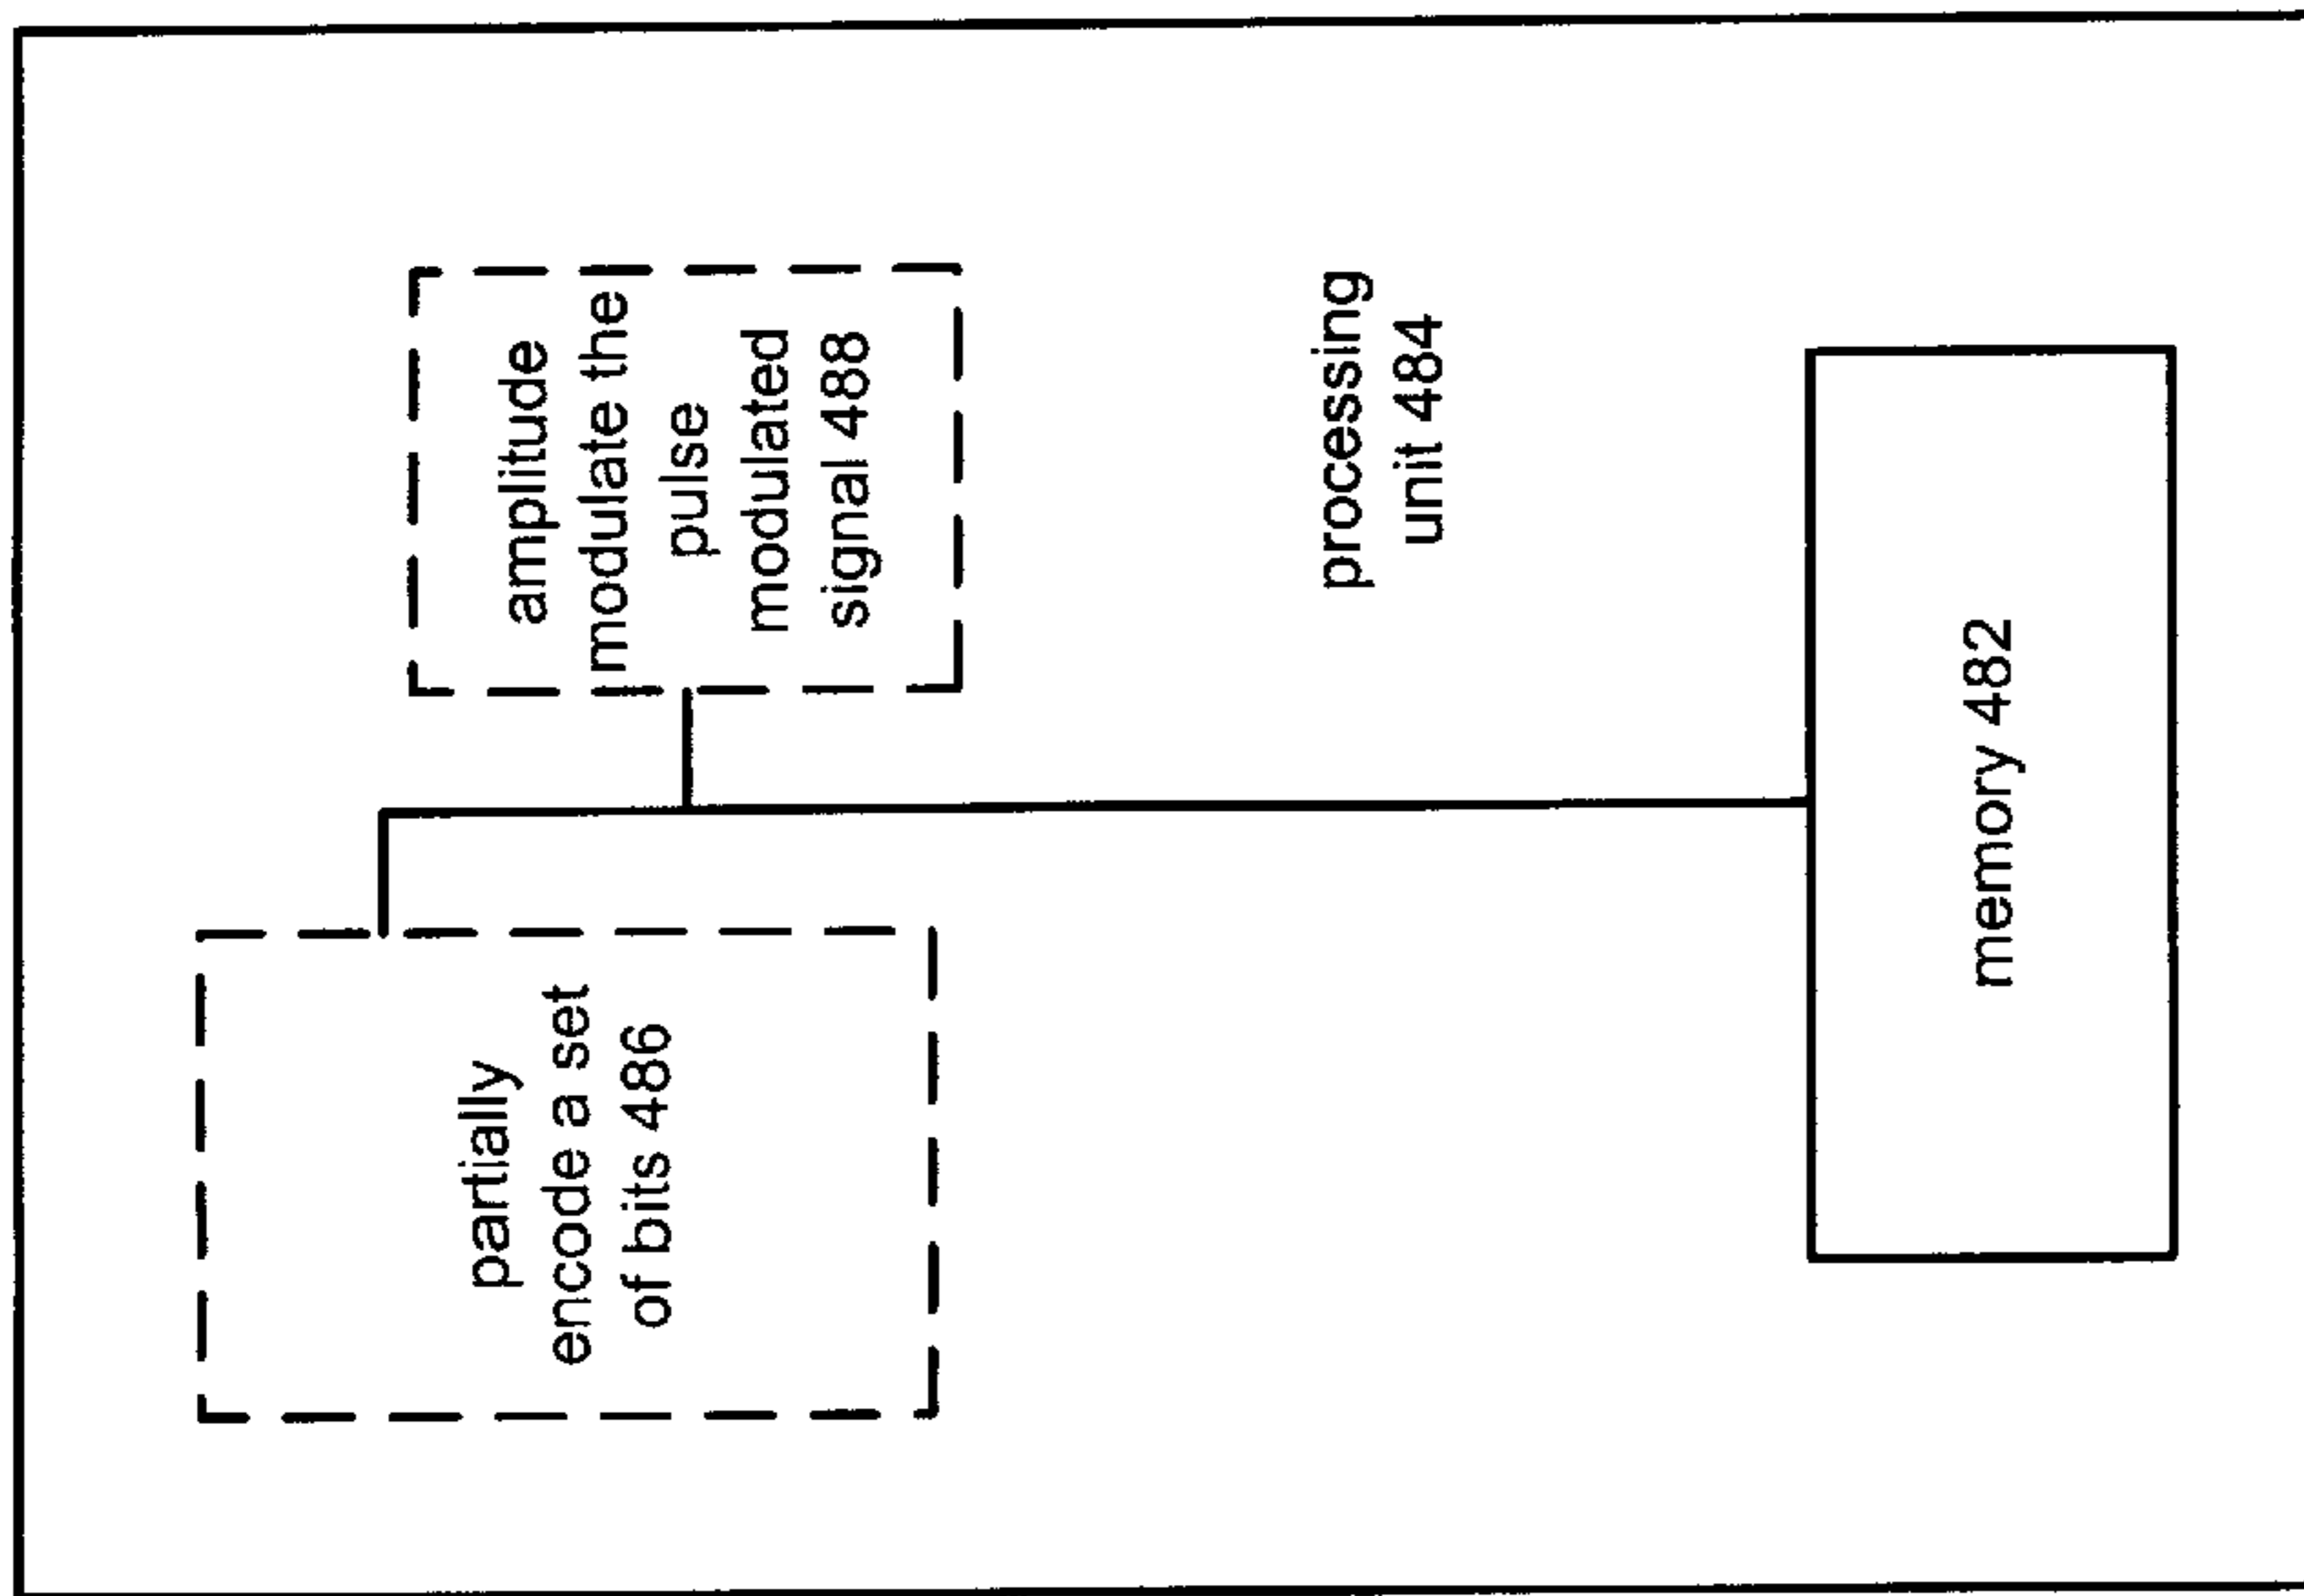 partially
encode a set
of bits 486
amplitude
modulate the
pulse
modulated
signal 488
processing
unit 484
memory 482